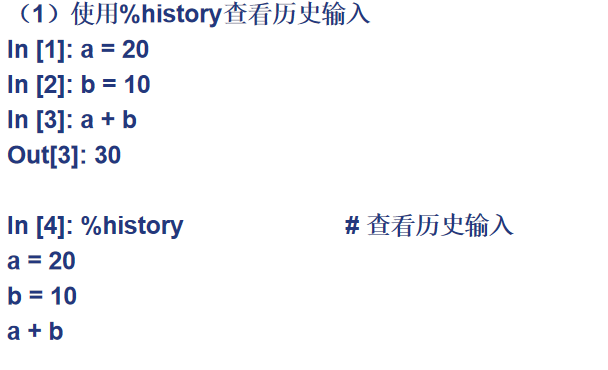 （1）使用%history查看历史输入
In [1]: a = 20
In [2]: b = 10
In [3]: a + b
Out[3]: 30
In [4]: %history # 查看历史输入
a = 20
b = 10
a + b